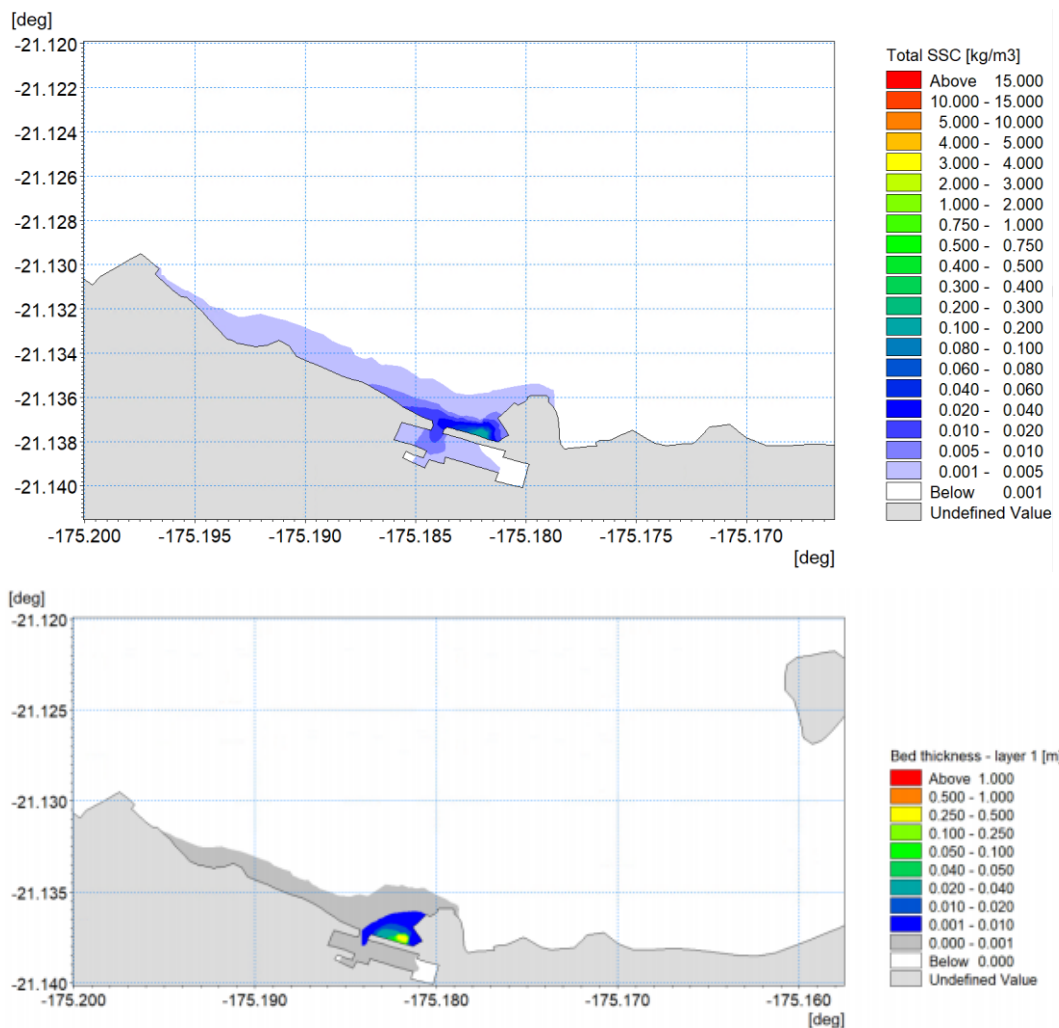 [deg]
-21.120
-21.122
-21.124
-21.126
-21.128
-21.130
-21.132
-21.134
-21.136
-21.138
-21.140
-175.200 -175.195 -175.190 -175.185 -175.180 -175.175 -175.170
[deg]
Total SSC [kg/m3]
Above 15.000
10.000 - 15.000
5.000 - 10.000
4.000 - 5.000
3.000 - 4.000
2.000 - 3.000
1.000 - 2.000
0.750 - 1.000
0.500 - 0.750
0.400 - 0.500
0.300 - 0.400
0.200 - 0.300
0.100 - 0.200
0.080 - 0.100
0.060 - 0.080
0.040 - 0.060
0.020 - 0.040
0.010 - 0.020
0.005 - 0.010
0.001 - 0.005
Below 0.001
Undefined Value
[deg]
-21.120
-21.125
-21.130
-21.135
-21.140
-175.200 -175.190 -175.180 -175.170 -175.160
[deg]
Bed thickness - layer 1 [m]
Above 1.000
0.500 - 1.000
0.250 - 0.500
0.100 - 0.250
0.050 - 0.100
0.040 - 0.050
0.020 - 0.040
0.010 - 0.020
0.001 - 0.010
0.000 - 0.001
Below 0.000
Undefined Value